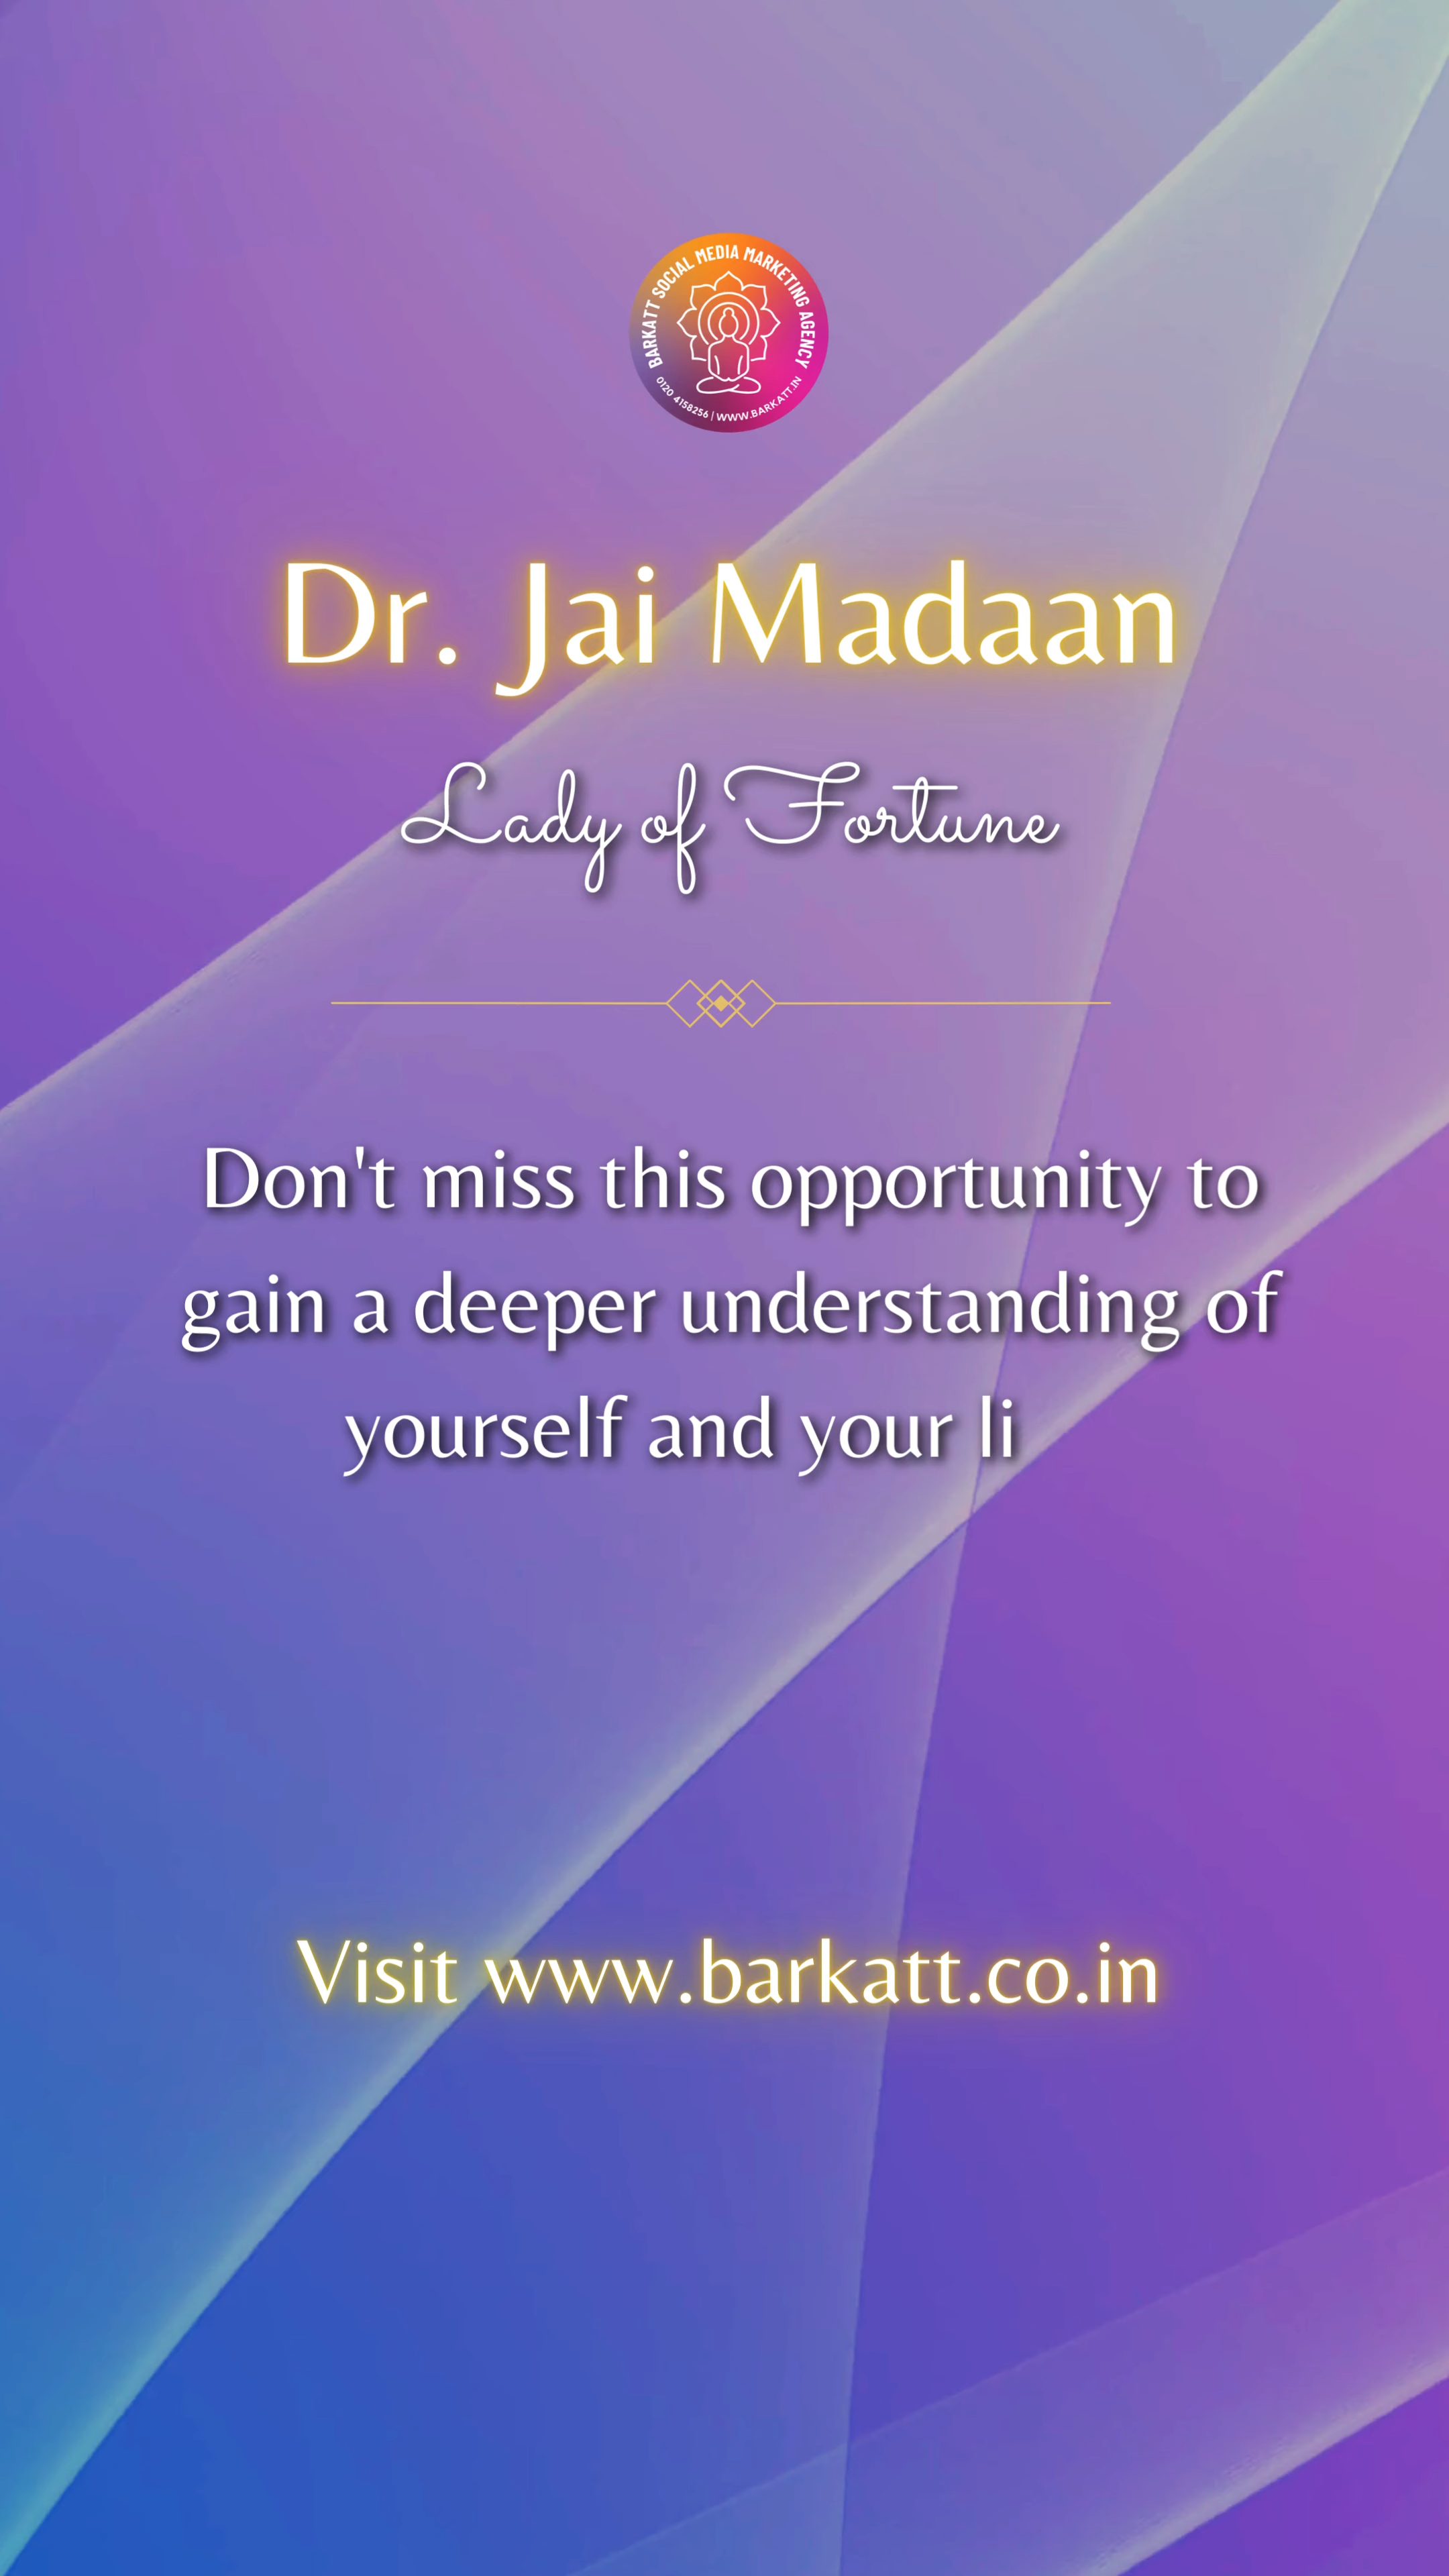 BARKATT SOCIAL MEDIA MARKETING AGENCY
0120 4158256 | WWW.BARKATT.IN
Dr. Jai Madaan
Lady of Fortune
Don't miss this opportunity to
gain a deeper understanding of
yourself and your li
Visit www.barkatt.co.in